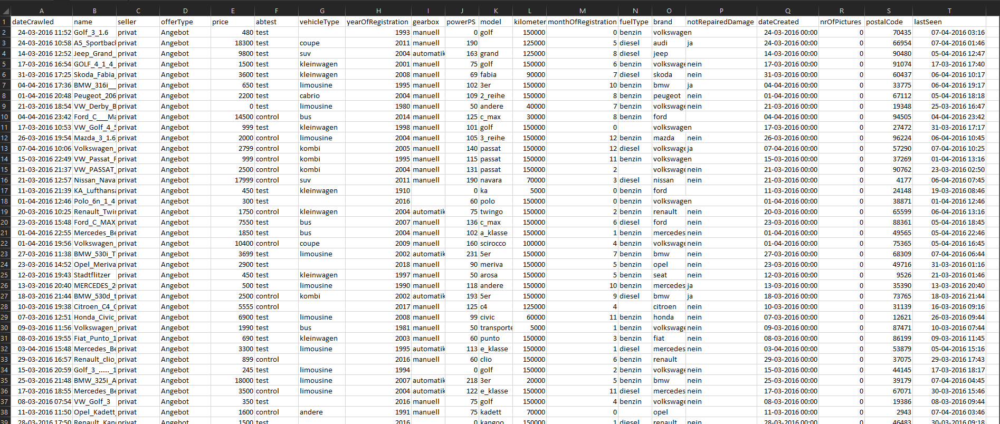 A B C D E F G H I J K L M N O P Q R S T
1 dateCrawled name seller offerType price abtest vehicleType yearOfRegistration gearbox powerPS model kilometer monthOfRegistration fuelType brand notRepairedDamage dateCreated nrOfPictures postalCode lastSeen
2 24-03-2016 11:52 Golf_3_1.6 privat Angebot 480 test 1993 manuell 0 golf 150000 0 benzin volkswagen 24-03-2016 00:00 0 70435 07-04-2016 03:16
3 24-03-2016 10:58 A5_Sportback privat Angebot 18300 test coupe 2011 manuell 190 125000 5 diesel audi ja 24-03-2016 00:00 0 66954 07-04-2016 01:46
4 14-03-2016 12:52 Jeep_Grand_ privat Angebot 9800 test suv 2004 automatik 163 grand 125000 8 diesel jeep 14-03-2016 00:00 0 90480 05-04-2016 12:47
5 17-03-2016 16:54 GOLF_4_1_4_ privat Angebot 1500 test kleinwagen 2001 manuell 75 golf 150000 6 benzin volkswage nein 17-03-2016 00:00 0 91074 17-03-2016 17:40
6 31-03-2016 17:25 Skoda_Fabia_ privat Angebot 3600 test kleinwagen 2008 manuell 69 fabia 90000 7 diesel skoda nein 31-03-2016 00:00 0 60437 06-04-2016 10:17
7 04-04-2016 17:36 BMW_316i___ privat Angebot 650 test limousine 1995 manuell 102 3er 150000 10 benzin bmw ja 04-04-2016 00:00 0 33775 06-04-2016 19:17
8 01-04-2016 20:48 Peugeot_206 privat Angebot 2200 test cabrio 2004 manuell 109 2_reihe 150000 8 benzin peugeot nein 01-04-2016 00:00 0 67112 05-04-2016 18:18
9 21-03-2016 18:54 VW_Derby_B privat Angebot 0 test limousine 1980 manuell 50 andere 40000 7 benzin volkswage nein 21-03-2016 00:00 0 19348 25-03-2016 16:47
10 04-04-2016 23:42 Ford_C___Ma privat Angebot 14500 control bus 2014 manuell 125 c_max 30000 8 benzin ford 04-04-2016 00:00 0 94505 04-04-2016 23:42
11 17-03-2016 10:53 VW_Golf_4_5 privat Angebot 999 test kleinwagen 1998 manuell 101 golf 150000 0 volkswagen 17-03-2016 00:00 0 27472 31-03-2016 17:17
12 26-03-2016 19:54 Mazda_3_1.6_ privat Angebot 2000 control limousine 2004 manuell 105 3_reihe 150000 12 benzin mazda nein 26-03-2016 00:00 0 96224 06-04-2016 10:45
13 07-04-2016 10:06 Volkswagen_ privat Angebot 2799 control kombi 2005 manuell 140 passat 150000 12 diesel volkswage ja 07-04-2016 00:00 0 57290 07-04-2016 10:25
14 15-03-2016 22:49 VW_Passat_F privat Angebot 999 control kombi 1995 manuell 115 passat 150000 11 benzin volkswagen 15-03-2016 00:00 0 37269 01-04-2016 13:16
15 21-03-2016 21:37 VW_PASSAT_ privat Angebot 2500 control kombi 2004 manuell 131 passat 150000 2 volkswage nein 21-03-2016 00:00 0 90762 23-03-2016 02:50
16 21-03-2016 12:57 Nissan_Nava privat Angebot 17999 control suv 2011 manuell 190 navara 70000 3 diesel nissan nein 21-03-2016 00:00 0 4177 06-04-2016 07:45
17 11-03-2016 21:39 KA_Lufthansa privat Angebot 450 test kleinwagen 1910 0 ka 5000 0 benzin ford 11-03-2016 00:00 0 24148 19-03-2016 08:46
18 01-04-2016 12:46 Polo_6n_1_4 privat Angebot 300 test 2016 60 polo 150000 0 benzin volkswagen 01-04-2016 00:00 0 38871 01-04-2016 12:46
19 20-03-2016 10:25 Renault_Twin privat Angebot 1750 control kleinwagen 2004 automatik 75 twingo 150000 2 benzin renault nein 20-03-2016 00:00 0 65599 06-04-2016 13:16
20 23-03-2016 15:48 Ford_C_MAX_ privat Angebot 7550 test bus 2007 manuell 136 c_max 150000 6 diesel ford nein 23-03-2016 00:00 0 88361 05-04-2016 18:45
21 01-04-2016 22:55 Mercedes_Be privat Angebot 1850 test bus 2004 manuell 102 a_klasse 150000 1 benzin mercedes nein 01-04-2016 00:00 0 49565 05-04-2016 22:46
22 01-04-2016 19:56 Volkswagen_ privat Angebot 10400 control coupe 2009 manuell 160 scirocco 100000 4 benzin volkswage nein 01-04-2016 00:00 0 75365 05-04-2016 16:45
23 27-03-2016 11:38 BMW_530i_T privat Angebot 3699 test limousine 2002 automatik 231 5er 150000 7 benzin bmw nein 27-03-2016 00:00 0 68309 07-04-2016 06:44
24 23-03-2016 14:52 Opel_Meriva privat Angebot 2900 test 2018 manuell 90 meriva 150000 5 benzin opel nein 23-03-2016 00:00 0 49716 31-03-2016 01:16
25 12-03-2016 19:43 Stadtflitzer privat Angebot 450 test kleinwagen 1997 manuell 50 arosa 150000 5 benzin seat nein 12-03-2016 00:00 0 9526 21-03-2016 01:46
26 13-03-2016 20:40 MERCEDES_20 privat Angebot 500 test limousine 1990 manuell 118 andere 150000 10 benzin mercedes ja 13-03-2016 00:00 0 35390 13-03-2016 20:40
27 18-03-2016 21:44 BMW_530d_t privat Angebot 2500 control kombi 2002 automatik 193 5er 150000 9 diesel bmw ja 18-03-2016 00:00 0 73765 18-03-2016 21:44
28 10-03-2016 19:38 Citroen_C4_G privat Angebot 5555 control 2017 manuell 125 c4 125000 4 citroen nein 10-03-2016 00:00 0 31139 16-03-2016 09:16
29 07-03-2016 12:51 Honda_Civic_ privat Angebot 6900 test limousine 2008 manuell 99 civic 60000 11 benzin honda nein 07-03-2016 00:00 0 12621 26-03-2016 09:44
30 09-03-2016 11:56 Volkswagen_ privat Angebot 1990 test bus 1981 manuell 50 transporte 5000 1 benzin volkswage nein 09-03-2016 00:00 0 87471 10-03-2016 07:44
31 08-03-2016 19:55 Fiat_Punto_1 privat Angebot 690 test kleinwagen 2003 manuell 60 punto 150000 3 benzin fiat nein 08-03-2016 00:00 0 86199 09-03-2016 11:45
32 03-04-2016 15:48 Mercedes_Be privat Angebot 3300 test limousine 1995 automatik 113 e_klasse 150000 1 diesel mercedes nein 03-04-2016 00:00 0 53879 05-04-2016 15:16
33 29-03-2016 16:57 Renault_clio_ privat Angebot 899 control 2016 manuell 60 clio 150000 6 benzin renault 29-03-2016 00:00 0 37075 29-03-2016 17:43
34 15-03-2016 20:59 Golf_3_....._1 privat Angebot 245 test limousine 1994 0 golf 150000 2 benzin volkswage nein 15-03-2016 00:00 0 44145 17-03-2016 18:17
35 25-03-2016 21:48 BMW_325i_A privat Angebot 18000 test limousine 2007 automatik 218 3er 20000 5 benzin bmw nein 25-03-2016 00:00 0 39179 07-04-2016 04:45
36 17-03-2016 18:55 Mercedes_Be privat Angebot 3500 control limousine 2004 automatik 122 e_klasse 150000 11 diesel mercedes nein 17-03-2016 00:00 0 67071 30-03-2016 15:46
37 08-03-2016 07:54 VW_Golf_3 privat Angebot 350 test 2016 manuell 75 golf 150000 4 benzin volkswage nein 08-03-2016 00:00 0 19386 08-03-2016 09:44
38 11-03-2016 11:50 Opel_Kadett_ privat Angebot 1600 control andere 1991 manuell 75 kadett 70000 0 opel 11-03-2016 00:00 0 2943 07-04-2016 03:46
39 28-03-2016 17:50 Renault_Kan privat Angebot 1500 test 2016 0 kangoo 150000 1 diesel renault nein 28-03-2016 00:00 0 46483 30-03-2016 09:18